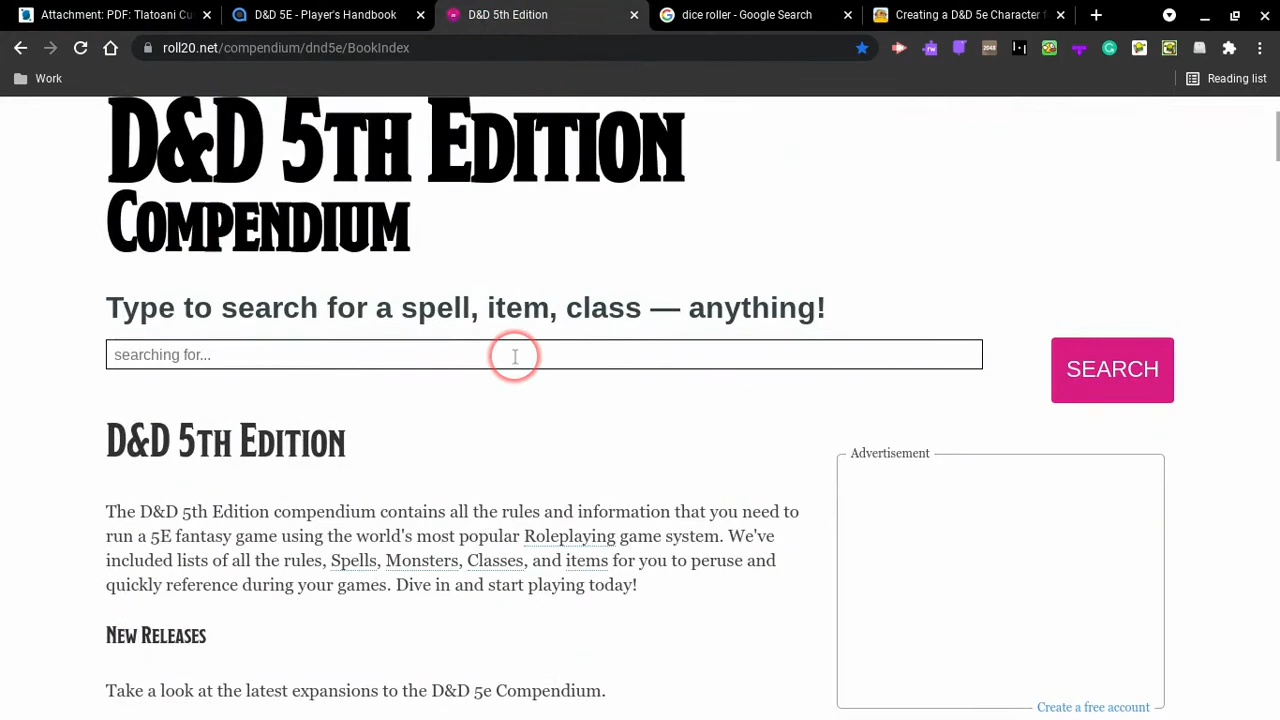 Attachment: PDF: Tlatoani Cu
D&D 5E - Player's Handbook
D&D 5th Edition
dice roller - Google Search
Creating a D&D 5e Character f
roll20.net/compendium/dnd5e/BookIndex
Work
Reading list
D&D 5th Edition
Compendium
Type to search for a spell, item, class — anything!
searching for...
SEARCH
D&D 5th Edition
Advertisement
The D&D 5th Edition compendium contains all the rules and information that you need to
run a 5E fantasy game using the world's most popular Roleplaying game system. We've
included lists of all the rules, Spells, Monsters, Classes, and items for you to peruse and
quickly reference during your games. Dive in and start playing today!
New Releases
Take a look at the latest expansions to the D&D 5e Compendium.
Create a free account